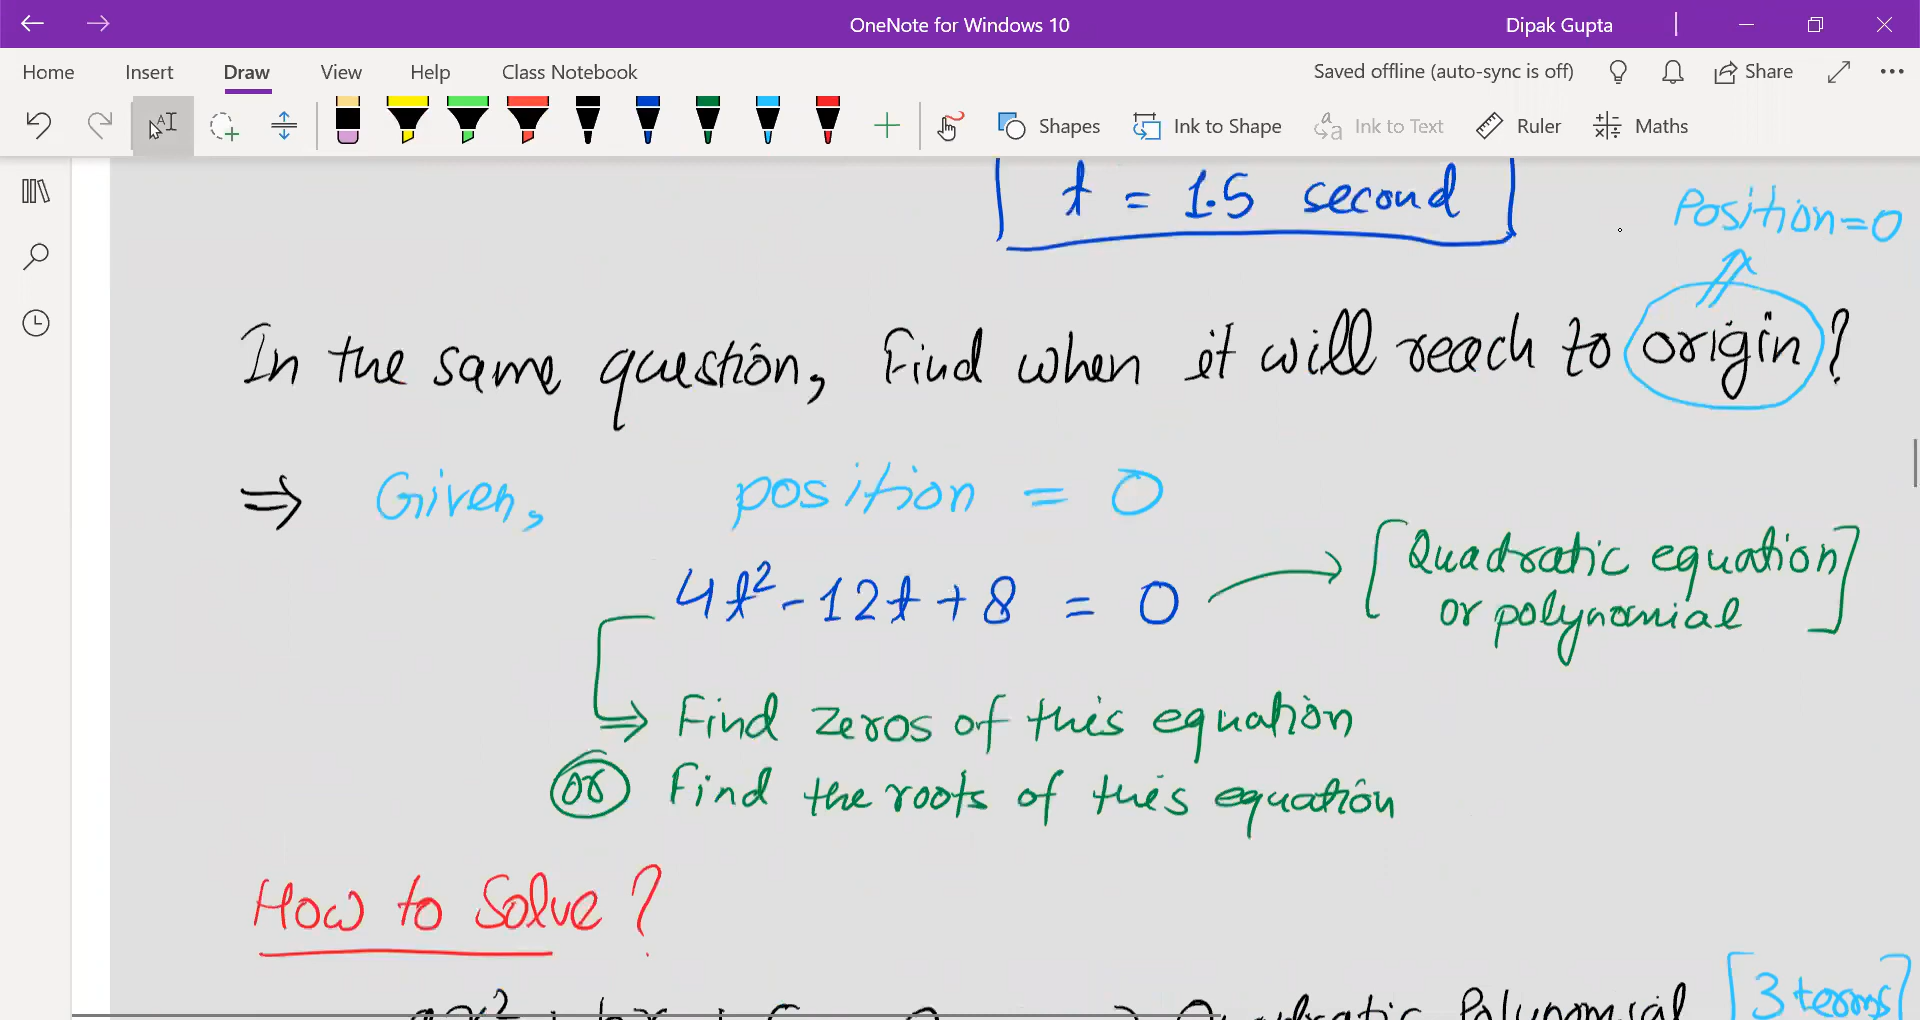 OneNote for Windows 10
Dipak Gupta
Home Insert Draw View Help Class Notebook
Saved offline (auto-sync is off) Share
Shapes Ink to Shape Ink to Text Ruler Maths
t = 1.5 second
Position=0
In the same question, Find when it will reach to origin?
⇒ Given, position = 0
4t² - 12t + 8 = 0 → [Quadratic equation
or polynomial]
⇒ Find zeros of this equation
or Find the roots of this equation
How to Solve?
ax² + bx + c = 0 → Quadratic Polynomial [3 terms]